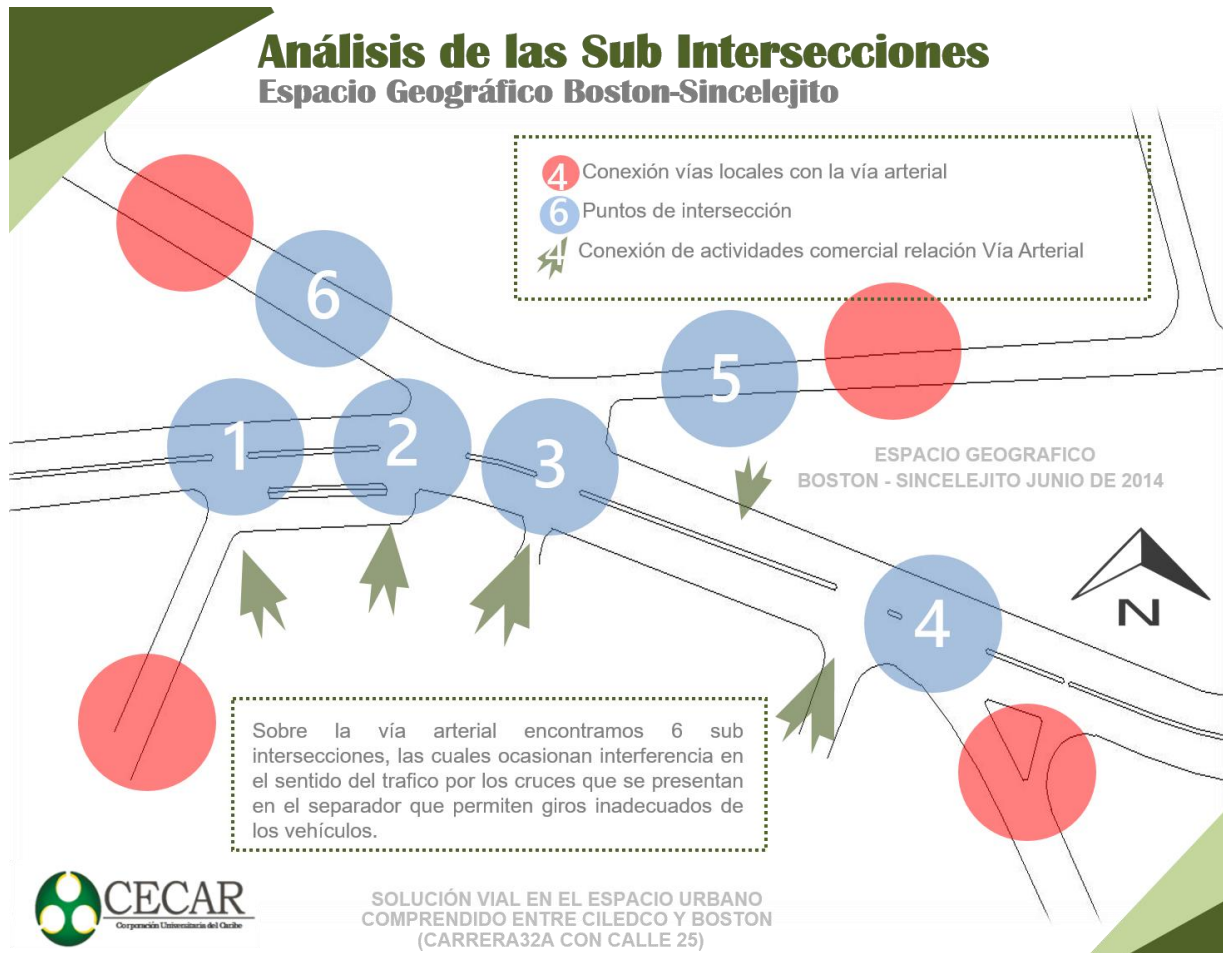 Análisis de las Sub Intersecciones
Espacio Geográfico Boston-Sincelejito
4 Conexión vías locales con la vía arterial
6 Puntos de intersección
4 Conexión de actividades comercial relación Vía Arterial
6
5
1
2
3
ESPACIO GEOGRAFICO
BOSTON - SINCELEJITO JUNIO DE 2014
4
N
Sobre la vía arterial encontramos 6 sub
intersecciones, las cuales ocasionan interferencia en
el sentido del trafico por los cruces que se presentan
en el separador que permiten giros inadecuados de
los vehículos.
CECAR
Corporación Universitaria del Caribe
SOLUCIÓN VIAL EN EL ESPACIO URBANO
COMPRENDIDO ENTRE CILEDCO Y BOSTON
(CARRERA32A CON CALLE 25)